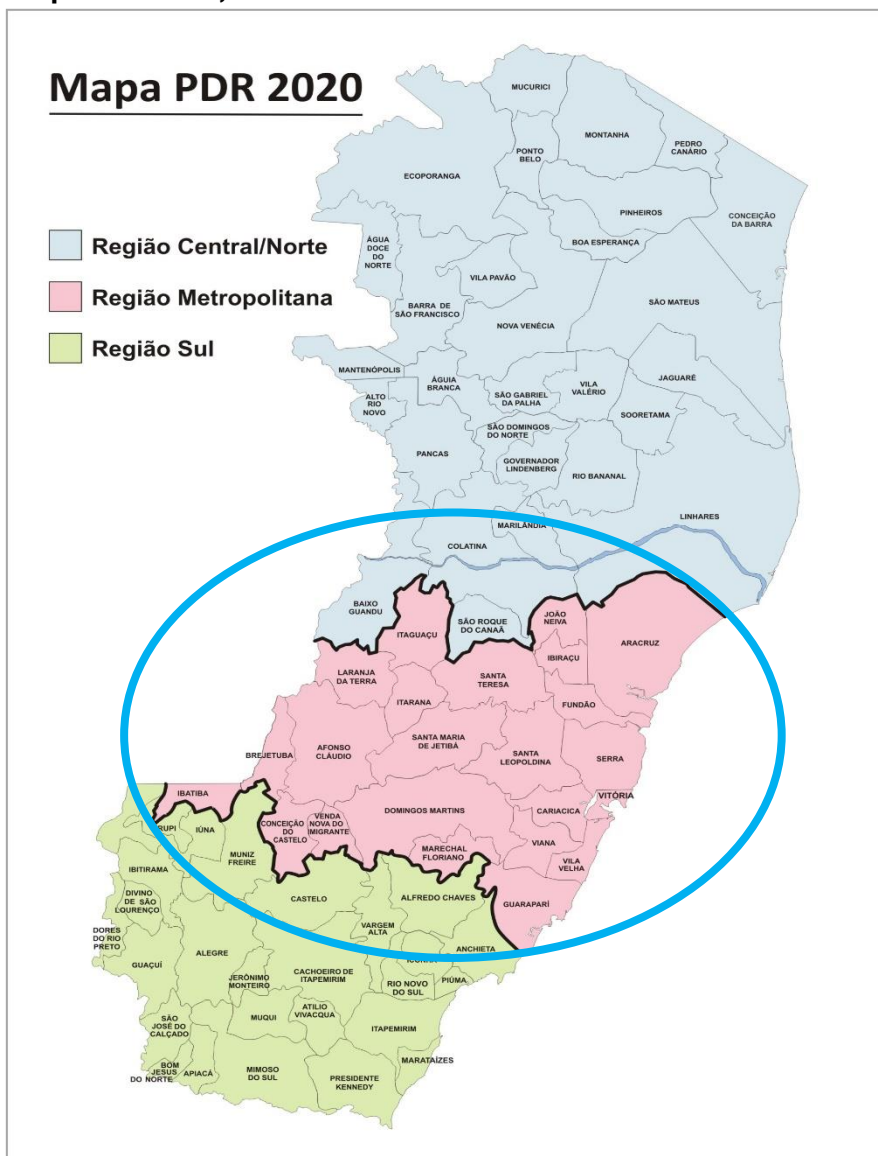 Mapa PDR 2020
Região Central/Norte
Região Metropolitana
Região Sul
MUCURICI
MONTANHA
PEDRO
CANÁRIO
PONTO
BELO
ECOPORANGA
PINHEIROS
CONCEIÇÃO
DA BARRA
ÁGUA
DOCE
DO
NORTE
BOA ESPERANÇA
VILA PAVÃO
BARRA DE
SÃO FRANCISCO
SÃO MATEUS
NOVA VENÉCIA
MANTENÓPOLIS
ÁGUIA
BRANCA
JAGUARÉ
ALTO
RIO
NOVO
SÃO GABRIEL
DA PALHA
VILA
VALÉRIO
SOORETAMA
SÃO DOMINGOS
DO NORTE
PANCAS
GOVERNADOR
LINDENBERG
RIO BANANAL
LINHARES
MARILÂNDIA
COLATINA
BAIXO
GUANDU
SÃO ROQUE
DO CANAÃ
JOÃO
NEIVA
ITAGUAÇU
ARACRUZ
IBIRAÇU
LARANJA
DA TERRA
SANTA
TERESA
ITARANA
FUNDÃO
BREJETUBA
AFONSO
CLÁUDIO
SANTA MARIA
DE JETIBÁ
SANTA
LEOPOLDINA
SERRA
IBATIBA
VITÓRIA
CARIACICA
DOMINGOS MARTINS
CONCEIÇÃO
DO
CASTELO
VENDA
NOVA DO
IMIGRANTE
VIANA
MARECHAL
FLORIANO
VILA
VELHA
GUARAPARÍ
IÚNA
MUNIZ
FREIRE
IBITIRAMA
CASTELO
ALFREDO CHAVES
DIVINO
DE SÃO
LOURENÇO
VARGEM
ALTA
DORES
DO RIO
PRETO
ANCHIETA
GUAÇUÍ
ALEGRE
JERÔNIMO
MONTEIRO
CACHOEIRO DE
ITAPEMIRIM
RIO NOVO
DO SUL
PIÚMA
SÃO
JOSÉ DO
CALÇADO
MUQUI
ATILIO
VIVACQUA
ITAPEMIRIM
MARATAÍZES
BOM
JESUS
DO NORTE
APIACÁ
MIMOSO
DO SUL
PRESIDENTE
KENNEDY